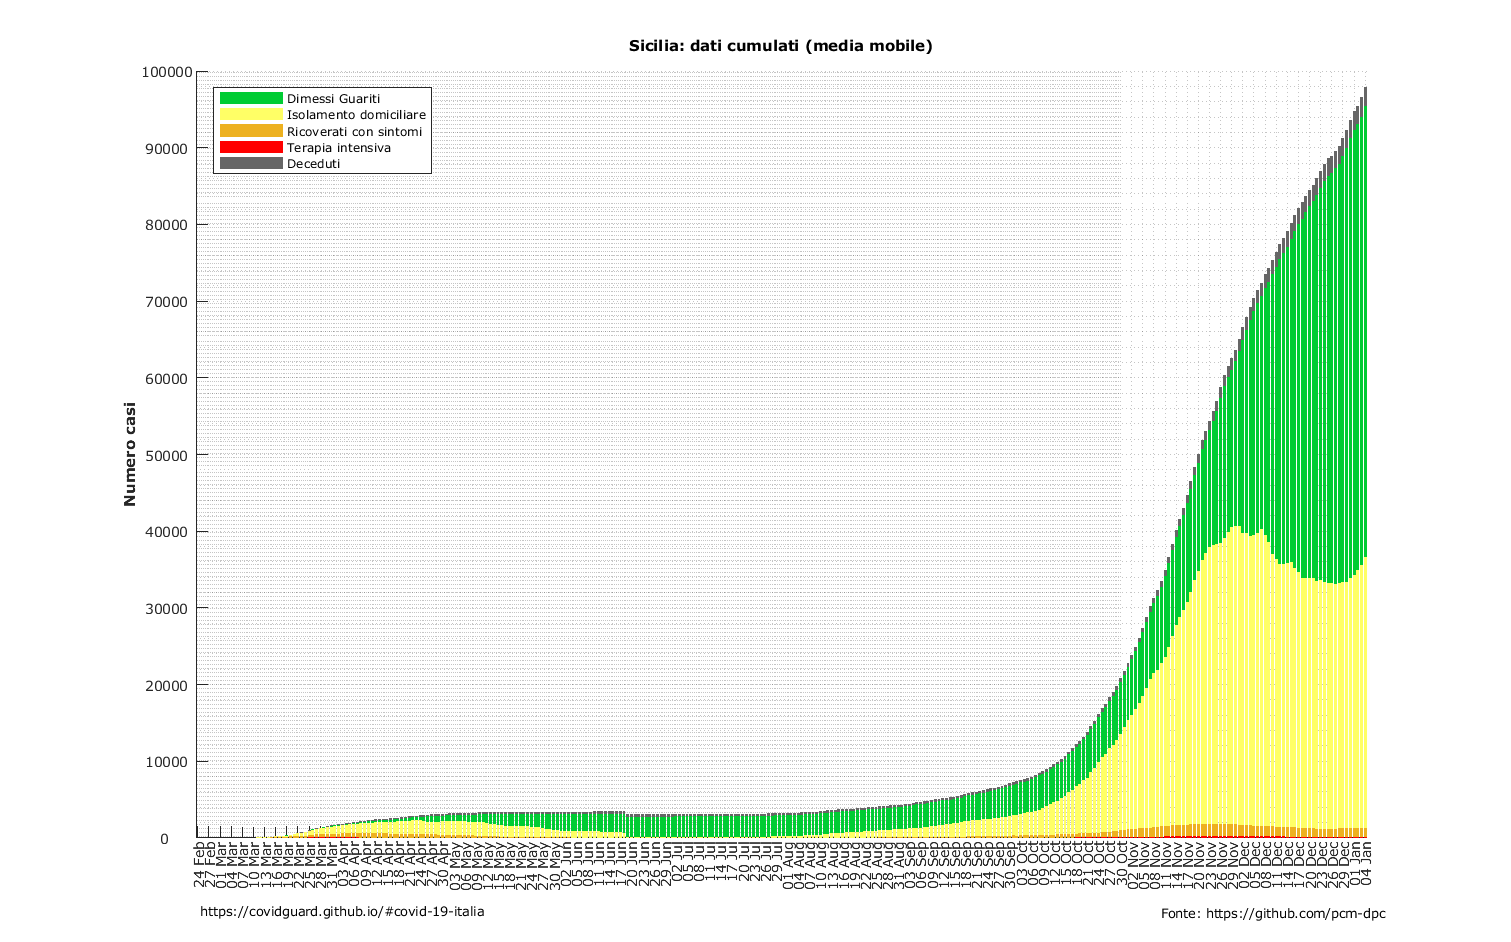 Sicilia: dati cumulati (media mobile)
100000
90000
80000
70000
60000
50000
40000
30000
20000
10000
0
Numero casi
Dimessi Guariti
Isolamento domiciliare
Ricoverati con sintomi
Terapia intensiva
Deceduti
24 Feb
27 Feb
01 Mar
04 Mar
07 Mar
10 Mar
13 Mar
16 Mar
19 Mar
22 Mar
25 Mar
28 Mar
31 Mar
03 Apr
06 Apr
09 Apr
12 Apr
15 Apr
18 Apr
21 Apr
24 Apr
27 Apr
30 Apr
03 May
06 May
09 May
12 May
15 May
18 May
21 May
24 May
27 May
30 May
02 Jun
05 Jun
08 Jun
11 Jun
14 Jun
17 Jun
20 Jun
23 Jun
26 Jun
29 Jun
02 Jul
05 Jul
08 Jul
11 Jul
14 Jul
17 Jul
20 Jul
23 Jul
26 Jul
29 Jul
01 Aug
04 Aug
07 Aug
10 Aug
13 Aug
16 Aug
19 Aug
22 Aug
25 Aug
28 Aug
31 Aug
03 Sep
06 Sep
09 Sep
12 Sep
15 Sep
18 Sep
21 Sep
24 Sep
27 Sep
30 Sep
03 Oct
06 Oct
09 Oct
12 Oct
15 Oct
18 Oct
21 Oct
24 Oct
27 Oct
30 Oct
02 Nov
05 Nov
08 Nov
11 Nov
14 Nov
17 Nov
20 Nov
23 Nov
26 Nov
29 Nov
02 Dec
05 Dec
08 Dec
11 Dec
14 Dec
17 Dec
20 Dec
23 Dec
26 Dec
29 Dec
01 Jan
04 Jan
https://covidguard.github.io/#covid-19-italia
Fonte: https://github.com/pcm-dpc